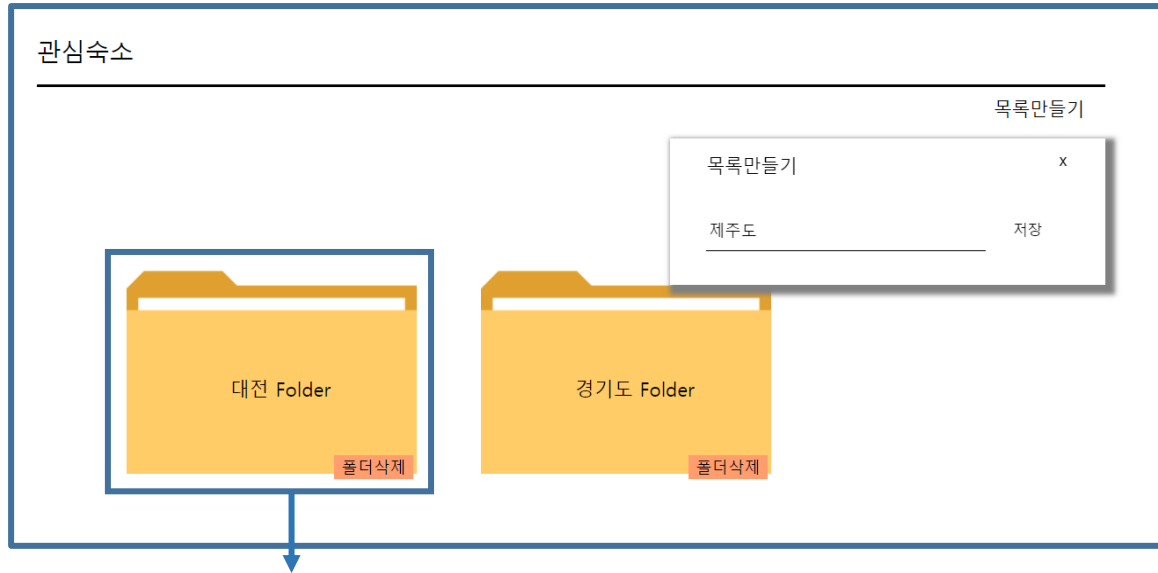 관심숙소
목록만들기
목록만들기 x
제주도 저장
대전 Folder
경기도 Folder
폴더삭제
폴더삭제